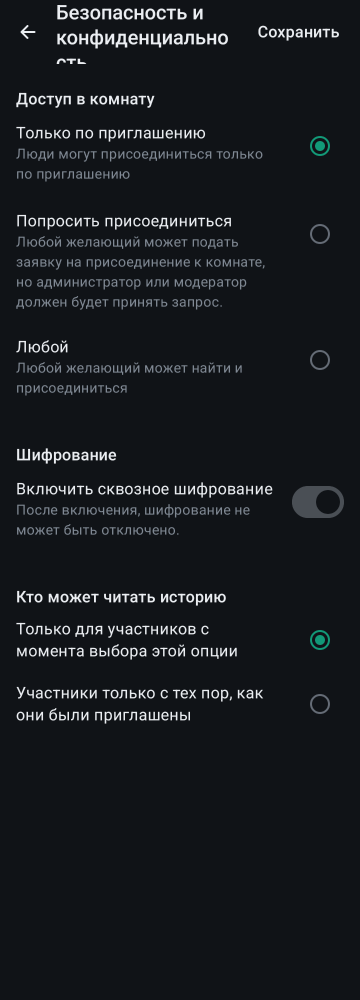 Безопасность и
конфиденциально
сть
Сохранить
Доступ в комнату
Только по приглашению
Люди могут присоединиться только
по приглашению
Попросить присоединиться
Любой желающий может подать
заявку на присоединение к комнате,
но администратор или модератор
должен будет принять запрос.
Любой
Любой желающий может найти и
присоединиться
Шифрование
Включить сквозное шифрование
После включения, шифрование не
может быть отключено.
Кто может читать историю
Только для участников с
момента выбора этой опции
Участники только с тех пор, как
они были приглашены